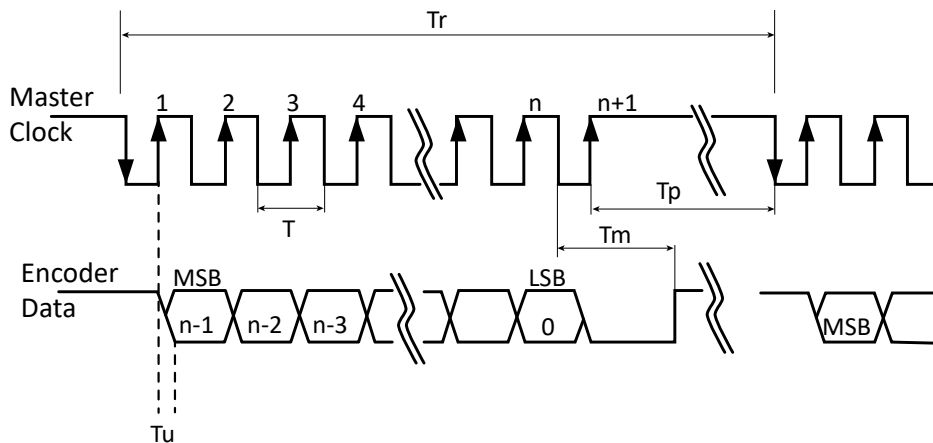 Tr
Master
Clock
1 2 3 4 n n+1
T
Tp
Tm
Encoder
Data
MSB LSB
n-1 n-2 n-3 0 MSB
Tu